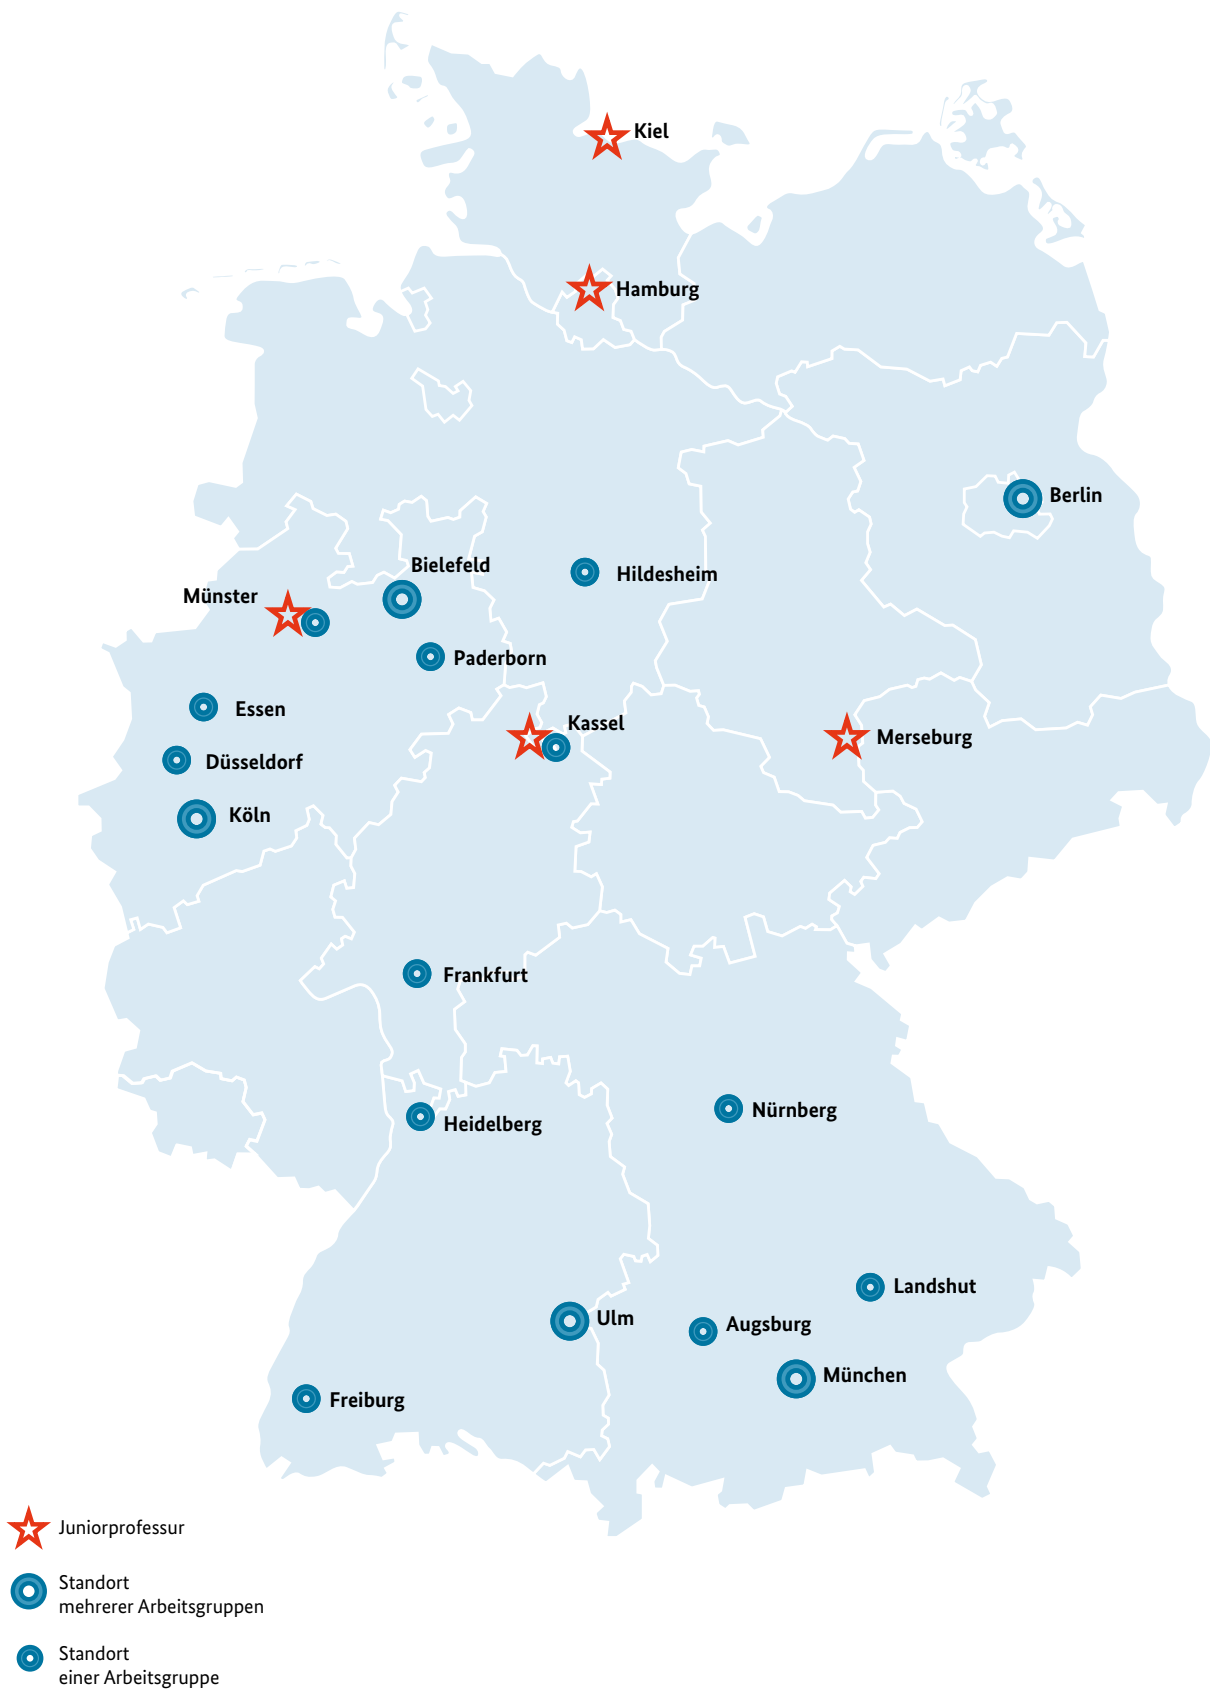 Kiel
Hamburg
Berlin
Bielefeld
Hildesheim
Münster
Paderborn
Essen
Kassel
Merseburg
Düsseldorf
Köln
Frankfurt
Nürnberg
Heidelberg
Landshut
Ulm
Augsburg
München
Freiburg
Juniorprofessur
Standort
mehrerer Arbeitsgruppen
Standort
einer Arbeitsgruppe